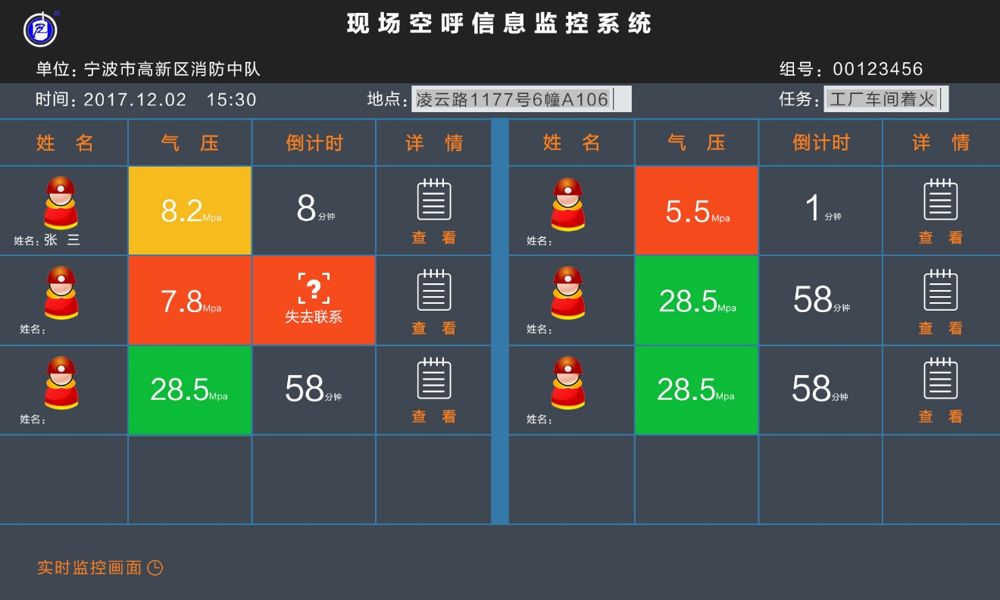 现场空呼信息监控系统
单位：宁波市高新区消防中队 组号：00123456
时间：2017.12.02 15:30 地点：凌云路1177号6幢A106 任务：工厂车间着火
姓 名 气 压 倒计时 详 情 姓 名 气 压 倒计时 详 情
8.2Mpa 8分钟 5.5Mpa 1分钟
姓名：张 三 查 看 姓名： 查 看
7.8Mpa ? 28.5Mpa 58分钟
失去联系
姓名： 查 看 姓名： 查 看
28.5Mpa 58分钟 28.5Mpa 58分钟
姓名： 查 看 姓名： 查 看
实时监控画面